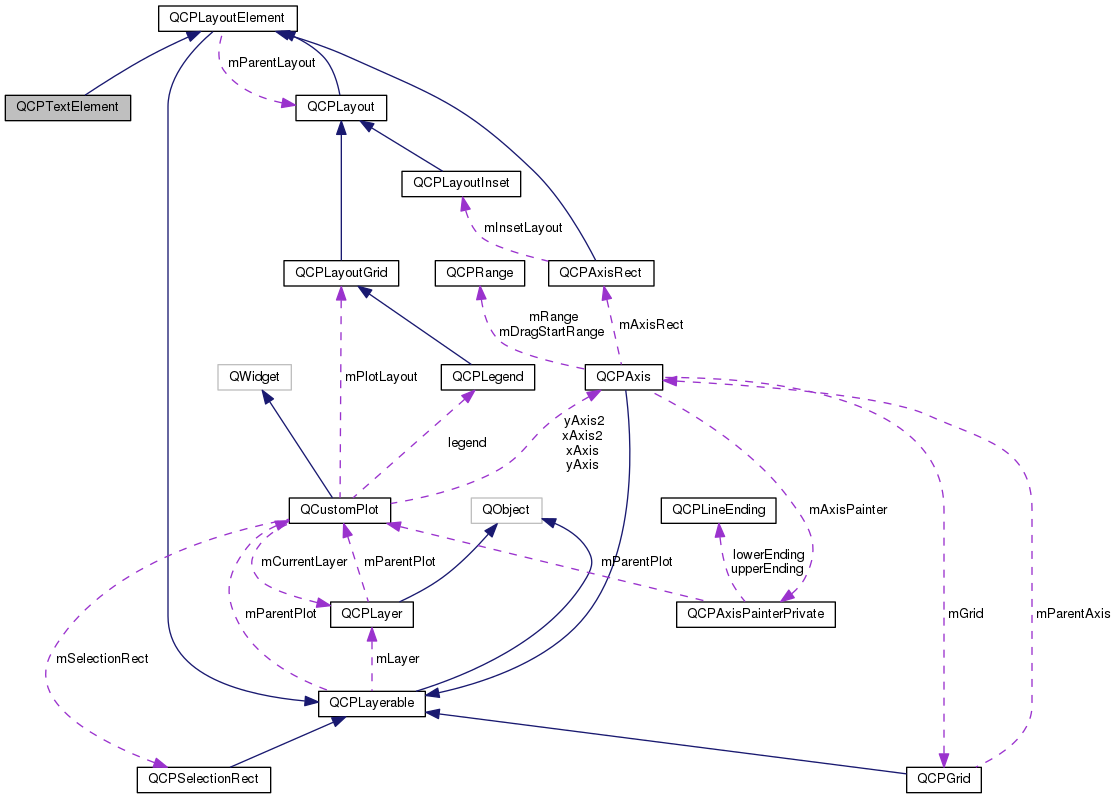 QCPLayoutElement
mParentLayout
QCPTextElement
QCPLayout
QCPLayoutInset
mInsetLayout
QCPLayoutGrid
QCPRange
QCPAxisRect
mRange
mDragStartRange
mAxisRect
QWidget
mPlotLayout
QCPLegend
QCPAxis
legend
yAxis2
xAxis2
xAxis
yAxis
QCustomPlot
QObject
QCPLineEnding
mAxisPainter
mCurrentLayer
mParentPlot
mParentPlot
lowerEnding
upperEnding
mParentPlot
QCPLayer
QCPAxisPainterPrivate
mGrid
mParentAxis
mSelectionRect
mLayer
QCPLayerable
QCPSelectionRect
QCPGrid